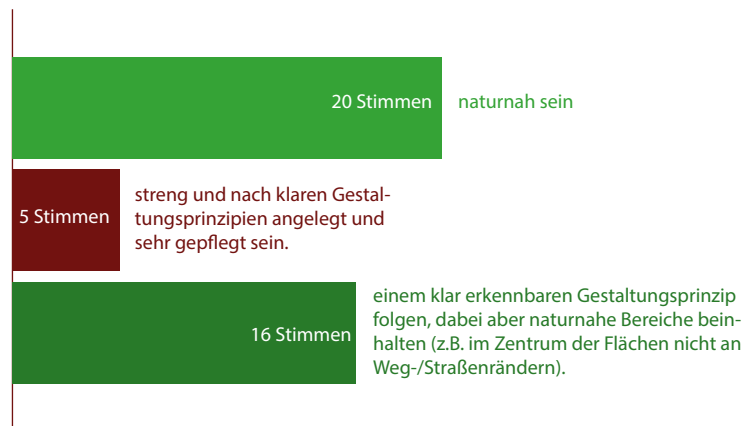 20 Stimmen naturnah sein
5 Stimmen
streng und nach klaren Gestal-
tungsprinzipien angelegt und
sehr gepflegt sein.
16 Stimmen
einem klar erkennbaren Gestaltungsprinzip
folgen, dabei aber naturnahe Bereiche bein-
halten (z.B. im Zentrum der Flächen nicht an
Weg-/Straßenrändern).